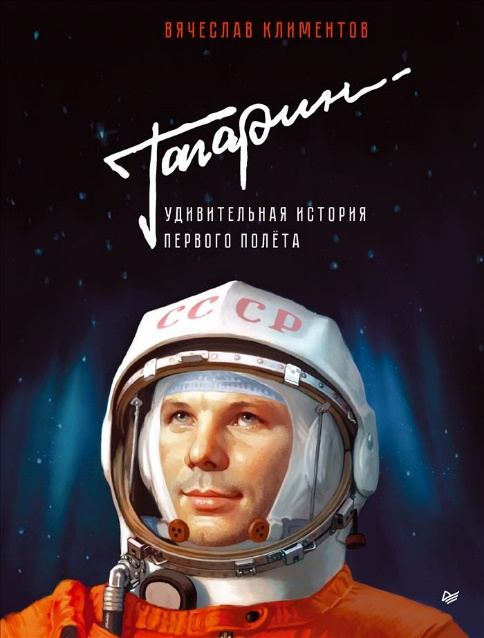 ВЯЧЕСЛАВ КЛИМЕНТОВ
Гагарин
УДИВИТЕЛЬНАЯ ИСТОРИЯ
ПЕРВОГО ПОЛЁТА
СССР